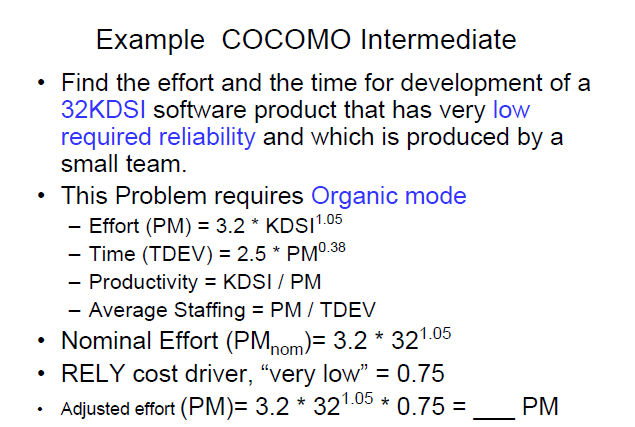 Example COCOMO Intermediate
• Find the effort and the time for development of a
32KDSI software product that has very low
required reliability and which is produced by a
small team.
• This Problem requires Organic mode
– Effort (PM) = 3.2 * KDSI^1.05
– Time (TDEV) = 2.5 * PM^0.38
– Productivity = KDSI / PM
– Average Staffing = PM / TDEV
• Nominal Effort (PM_nom)= 3.2 * 32^1.05
• RELY cost driver, “very low” = 0.75
• Adjusted effort (PM)= 3.2 * 32^1.05 * 0.75 = ___ PM